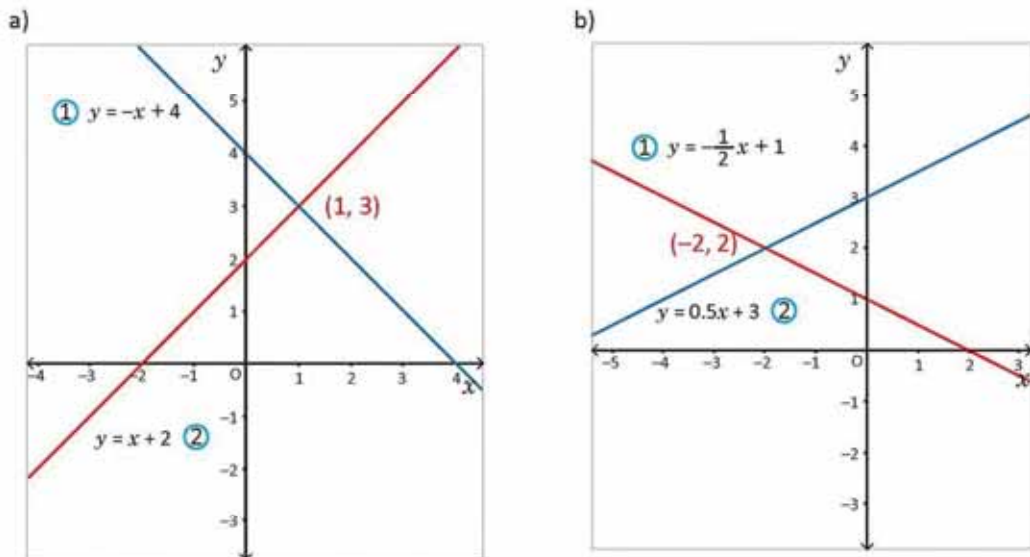 a)
y
5
① y = –x + 4
4
3
(1, 3)
2
1
–4 –3 –2 –1 O 1 2 3 4 x
–1
y = x + 2 ②
–2
–3
b)
y
5
① y = –1/2 x + 1
4
3
(–2, 2)
2
1
y = 0.5x + 3 ②
–5 –4 –3 –2 –1 O 1 2 3 x
–1
–2
–3